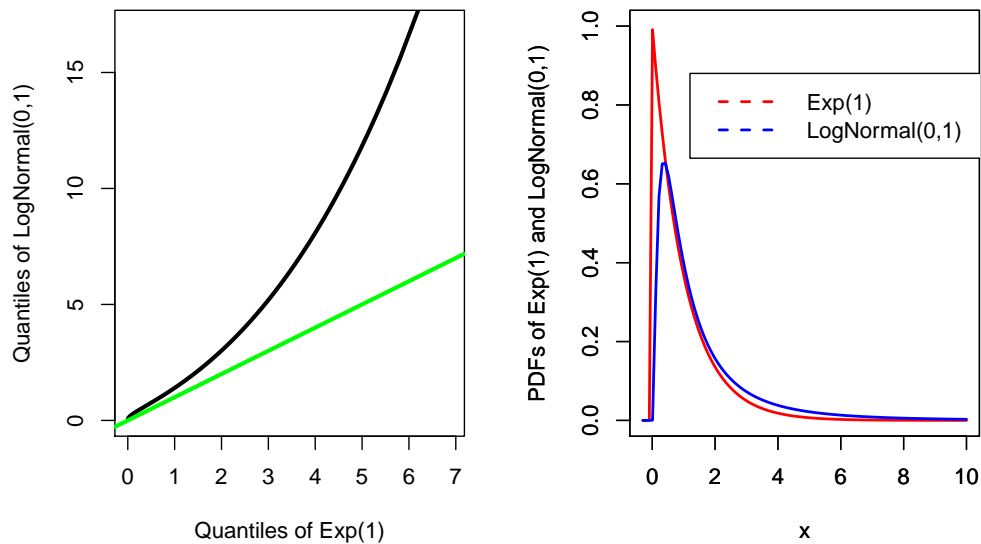 Quantiles of LogNormal(0,1)
0
5
10
15
0 1 2 3 4 5 6 7
Quantiles of Exp(1)
PDFs of Exp(1) and LogNormal(0,1)
0.0
0.2
0.4
0.6
0.8
1.0
Exp(1)
LogNormal(0,1)
0 2 4 6 8 10
x